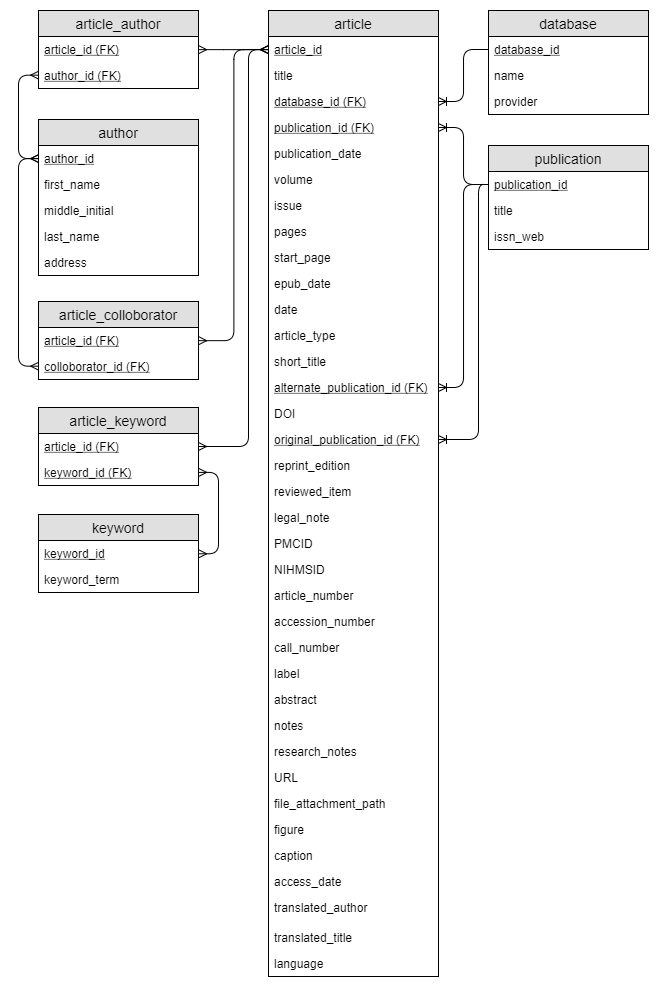 article_author
article_id (FK)
author_id (FK)
author
author_id
first_name
middle_initial
last_name
address
article_colloborator
article_id (FK)
colloborator_id (FK)
article_keyword
article_id (FK)
keyword_id (FK)
keyword
keyword_id
keyword_term
article
article_id
title
database_id (FK)
publication_id (FK)
publication_date
volume
issue
pages
start_page
epub_date
date
article_type
short_title
alternate_publication_id (FK)
DOI
original_publication_id (FK)
reprint_edition
reviewed_item
legal_note
PMCID
NIHMSID
article_number
accession_number
call_number
label
abstract
notes
research_notes
URL
file_attachment_path
figure
caption
access_date
translated_author
translated_title
language
database
database_id
name
provider
publication
publication_id
title
issn_web